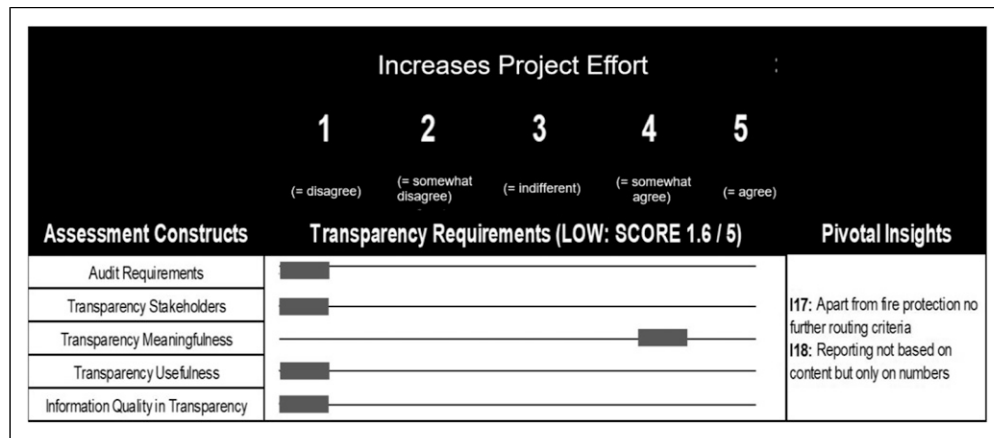 Increases Project Effort :
1 2 3 4 5
(= disagree) (= somewhat disagree) (= indifferent) (= somewhat agree) (= agree)
Assessment Constructs Transparency Requirements (LOW: SCORE 1.6 / 5) Pivotal Insights
Audit Requirements
Transparency Stakeholders
Transparency Meaningfulness
Transparency Usefulness
Information Quality in Transparency
I17: Apart from fire protection no
further routing criteria
I18: Reporting not based on
content but only on numbers